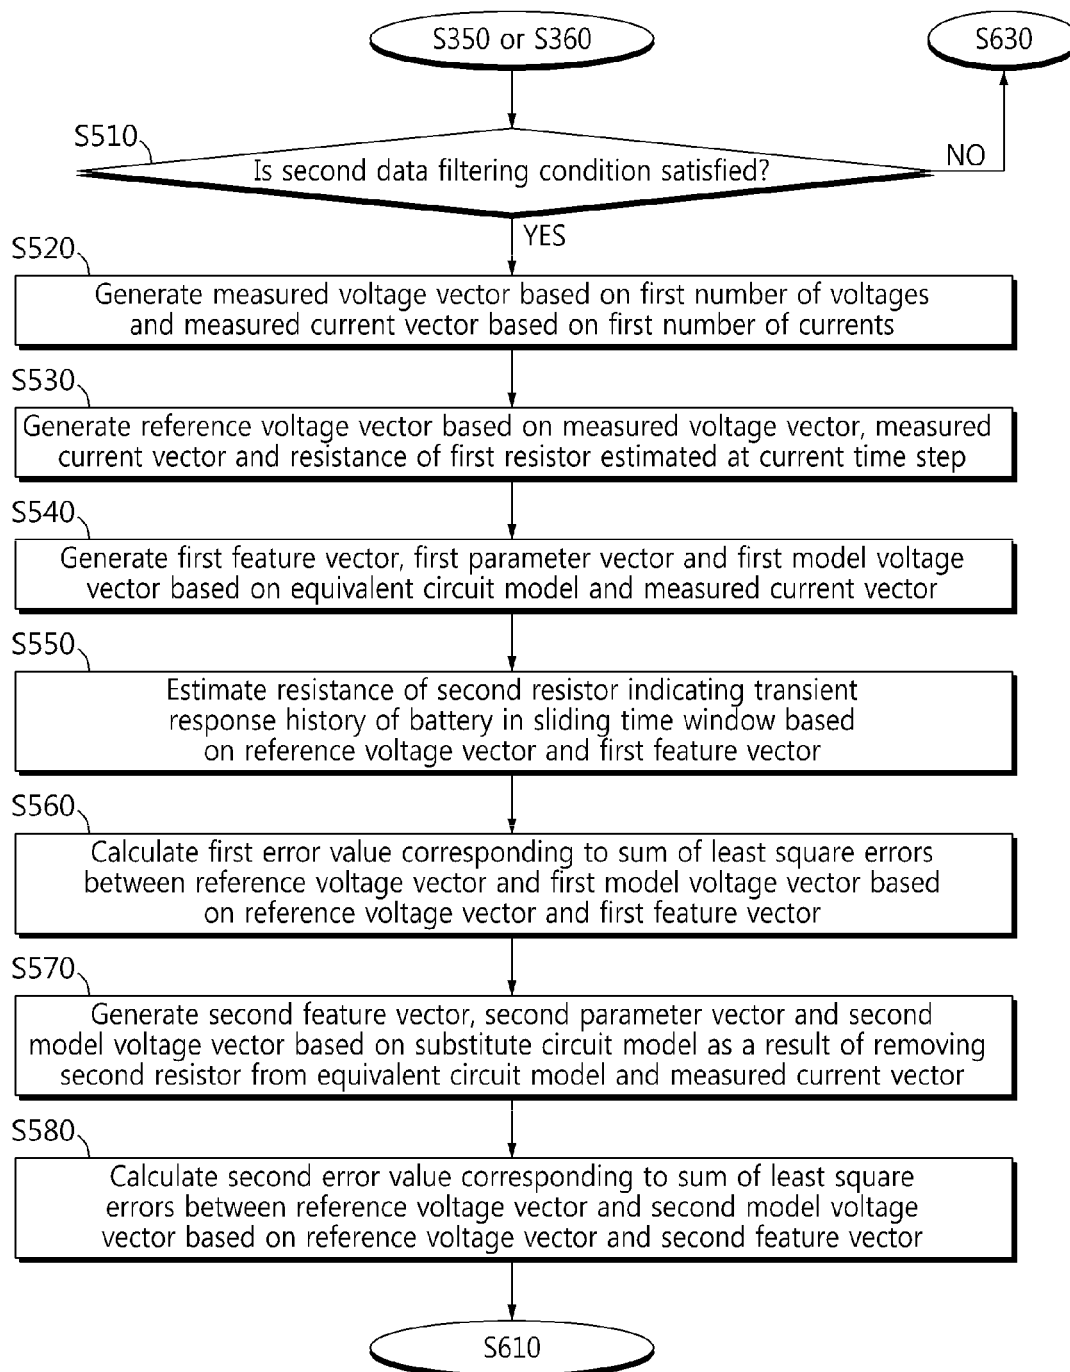 S350 or S360
S630
S510
Is second data filtering condition satisfied?
NO
YES
S520
Generate measured voltage vector based on first number of voltages
and measured current vector based on first number of currents
S530
Generate reference voltage vector based on measured voltage vector, measured
current vector and resistance of first resistor estimated at current time step
S540
Generate first feature vector, first parameter vector and first model voltage
vector based on equivalent circuit model and measured current vector
S550
Estimate resistance of second resistor indicating transient
response history of battery in sliding time window based
on reference voltage vector and first feature vector
S560
Calculate first error value corresponding to sum of least square errors
between reference voltage vector and first model voltage vector based
on reference voltage vector and first feature vector
S570
Generate second feature vector, second parameter vector and second
model voltage vector based on substitute circuit model as a result of removing
second resistor from equivalent circuit model and measured current vector
S580
Calculate second error value corresponding to sum of least square
errors between reference voltage vector and second model voltage
vector based on reference voltage vector and second feature vector
S610